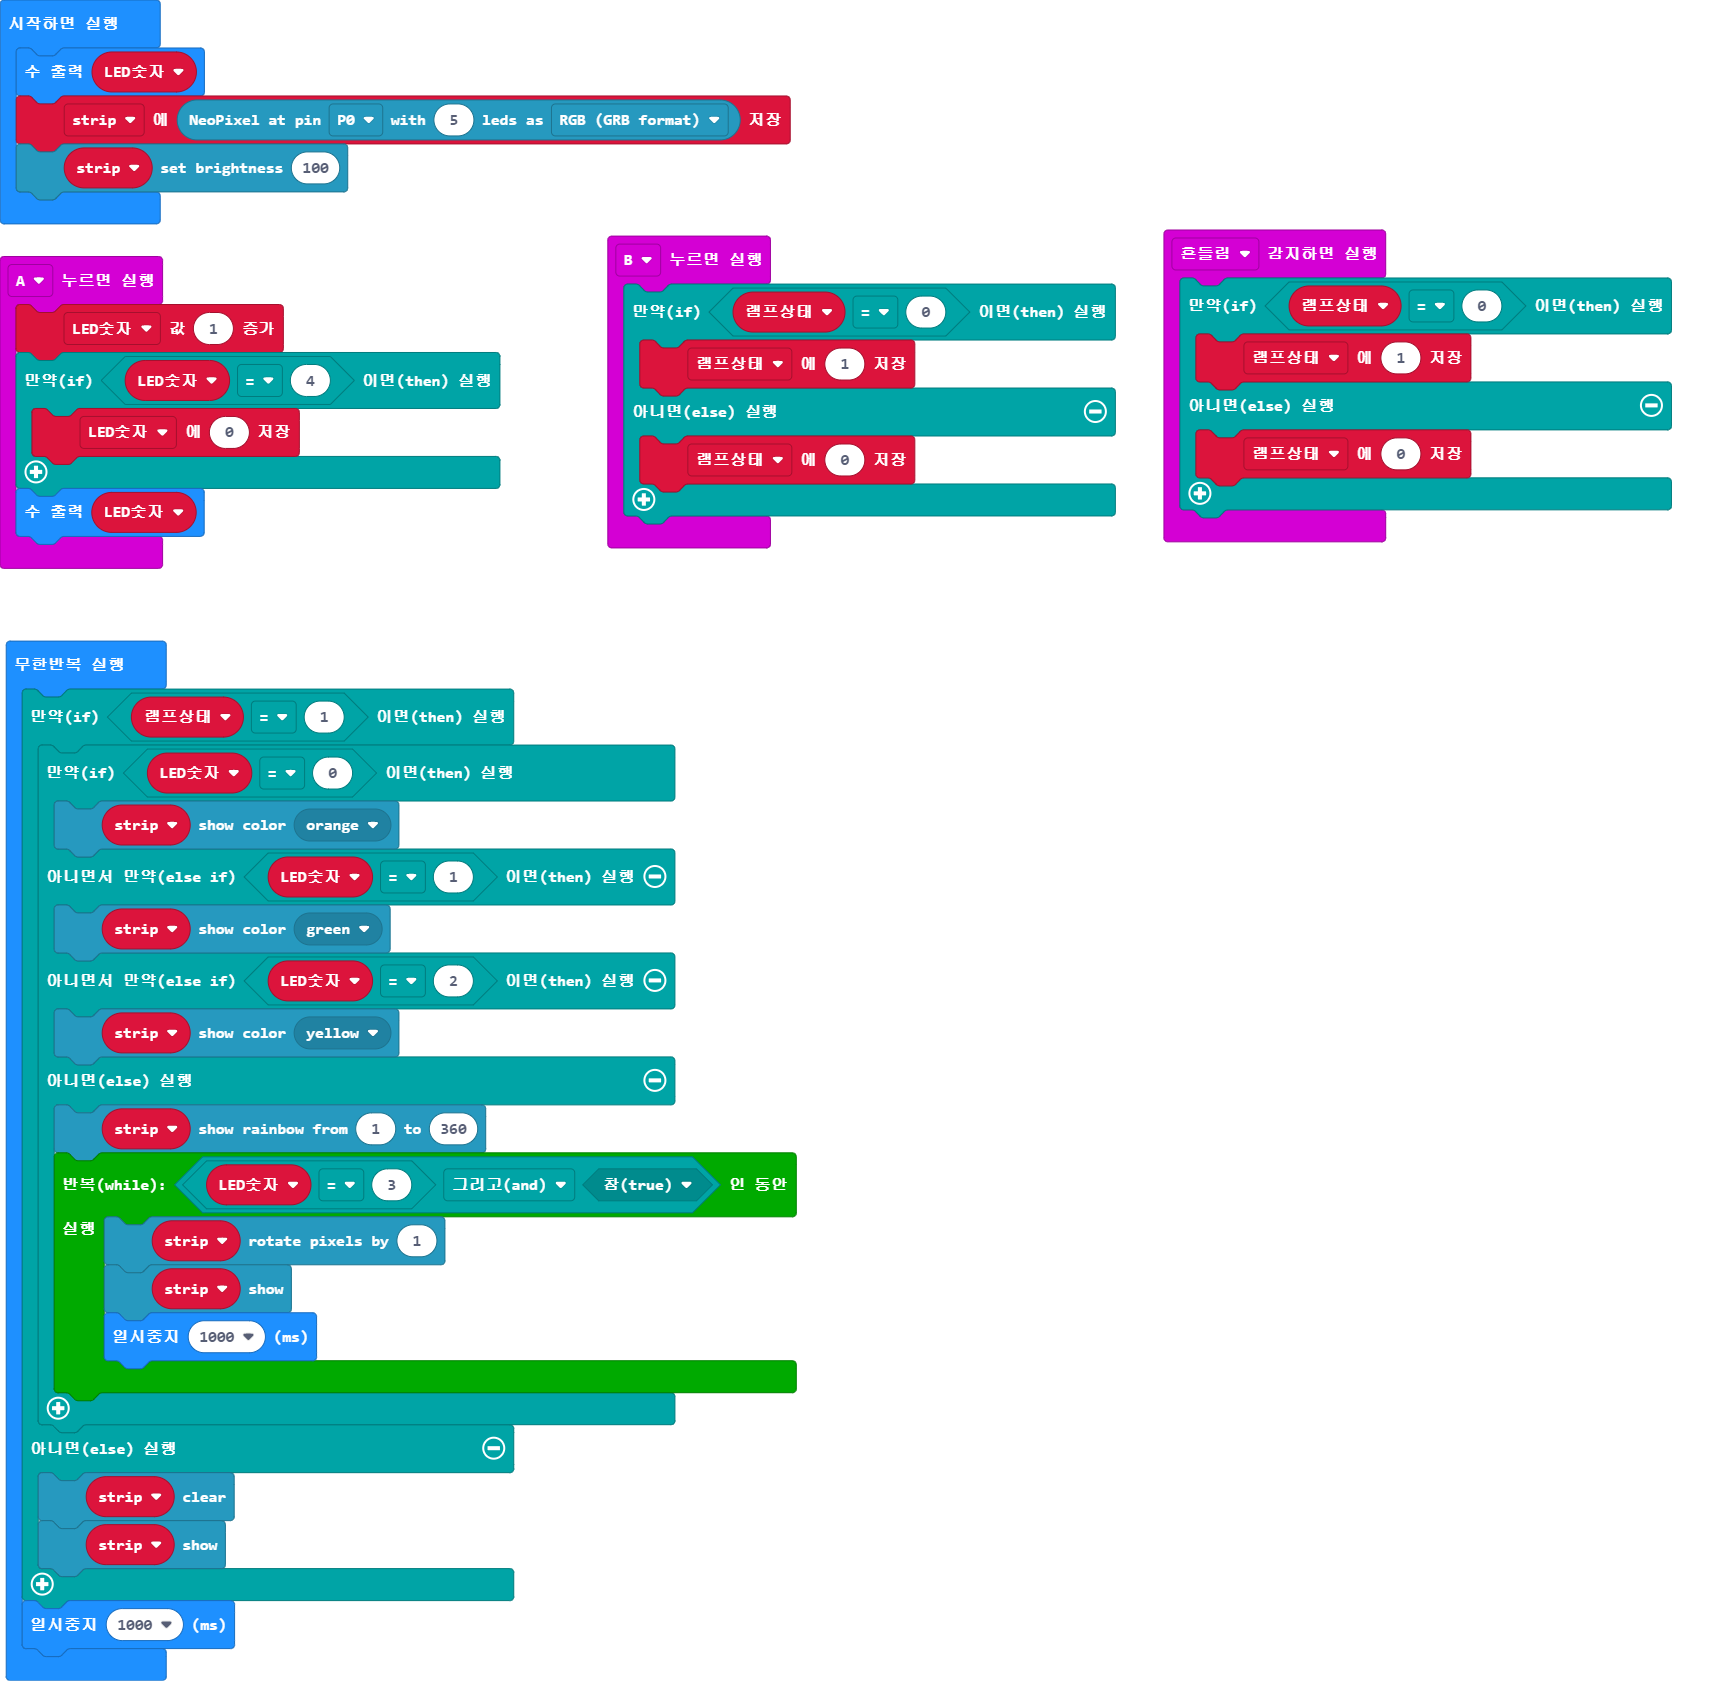 시작하면 실행
수 출력 LED숫자
strip 에 NeoPixel at pin P0 with 5 leds as RGB (GRB format) 저장
strip set brightness 100
A 누르면 실행
LED숫자 값 1 증가
만약(if) LED숫자 = 4 이면(then) 실행
LED숫자 에 0 저장
수 출력 LED숫자
B 누르면 실행
만약(if) 램프상태 = 0 이면(then) 실행
램프상태 에 1 저장
아니면(else) 실행
램프상태 에 0 저장
흔들림 감지하면 실행
만약(if) 램프상태 = 0 이면(then) 실행
램프상태 에 1 저장
아니면(else) 실행
램프상태 에 0 저장
무한반복 실행
만약(if) 램프상태 = 1 이면(then) 실행
만약(if) LED숫자 = 0 이면(then) 실행
strip show color orange
아니면서 만약(else if) LED숫자 = 1 이면(then) 실행
strip show color green
아니면서 만약(else if) LED숫자 = 2 이면(then) 실행
strip show color yellow
아니면(else) 실행
strip show rainbow from 1 to 360
반복(while): LED숫자 = 3 그리고(and) 참(true) 인 동안
실행 strip rotate pixels by 1
strip show
일시중지 1000 (ms)
아니면(else) 실행
strip clear
strip show
일시중지 1000 (ms)